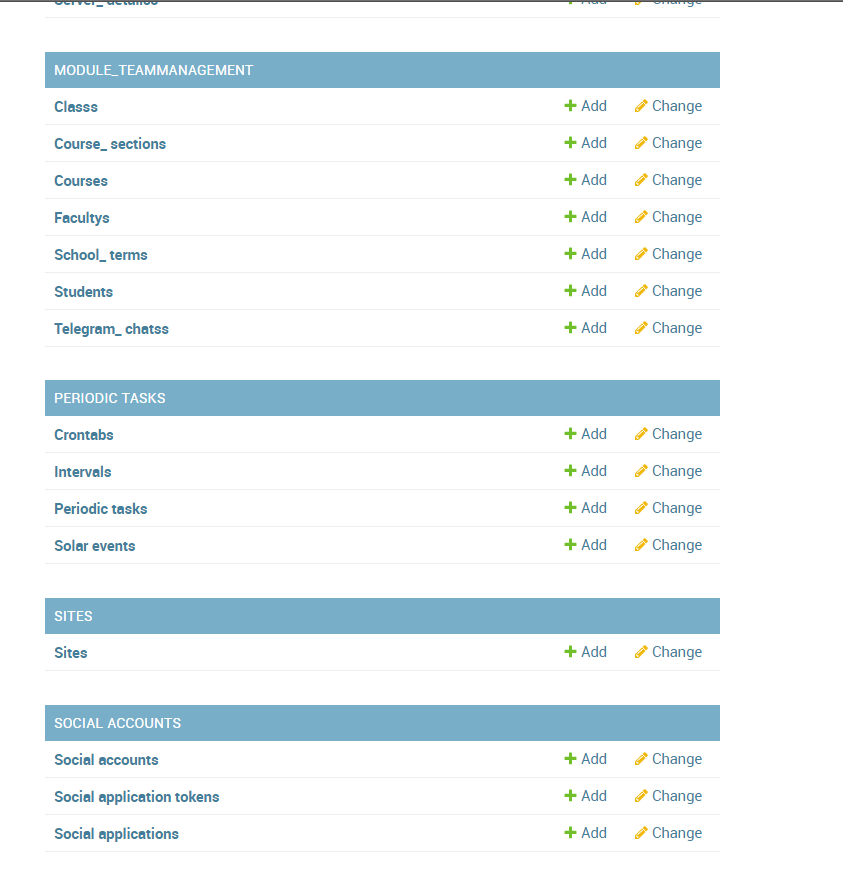 Server_ detailss Add Change
MODULE_TEAMMANAGEMENT
Classs Add Change
Course_ sections Add Change
Courses Add Change
Facultys Add Change
School_ terms Add Change
Students Add Change
Telegram_ chatss Add Change
PERIODIC TASKS
Crontabs Add Change
Intervals Add Change
Periodic tasks Add Change
Solar events Add Change
SITES
Sites Add Change
SOCIAL ACCOUNTS
Social accounts Add Change
Social application tokens Add Change
Social applications Add Change